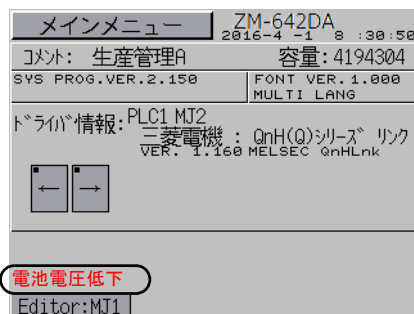 メインメニュー ZM-642DA
2016-4 -1 8 :30:50
コメント: 生産管理A 容量:4194304
SYS PROG.VER.2.150 FONT VER.1.000
MULTI LANG
ドライバ情報:PLC1 MJ2
三菱電機 : QnH(Q)シリーズ リンク
VER. 1.160 MELSEC QnHLnk
← →
電池電圧低下
Editor:MJ1